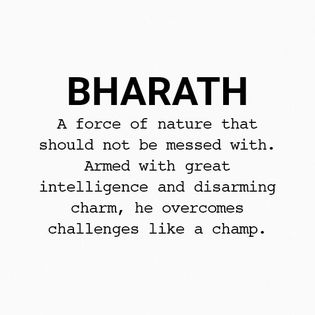 BHARATH
A force of nature that
should not be messed with.
Armed with great
intelligence and disarming
charm, he overcomes
challenges like a champ.